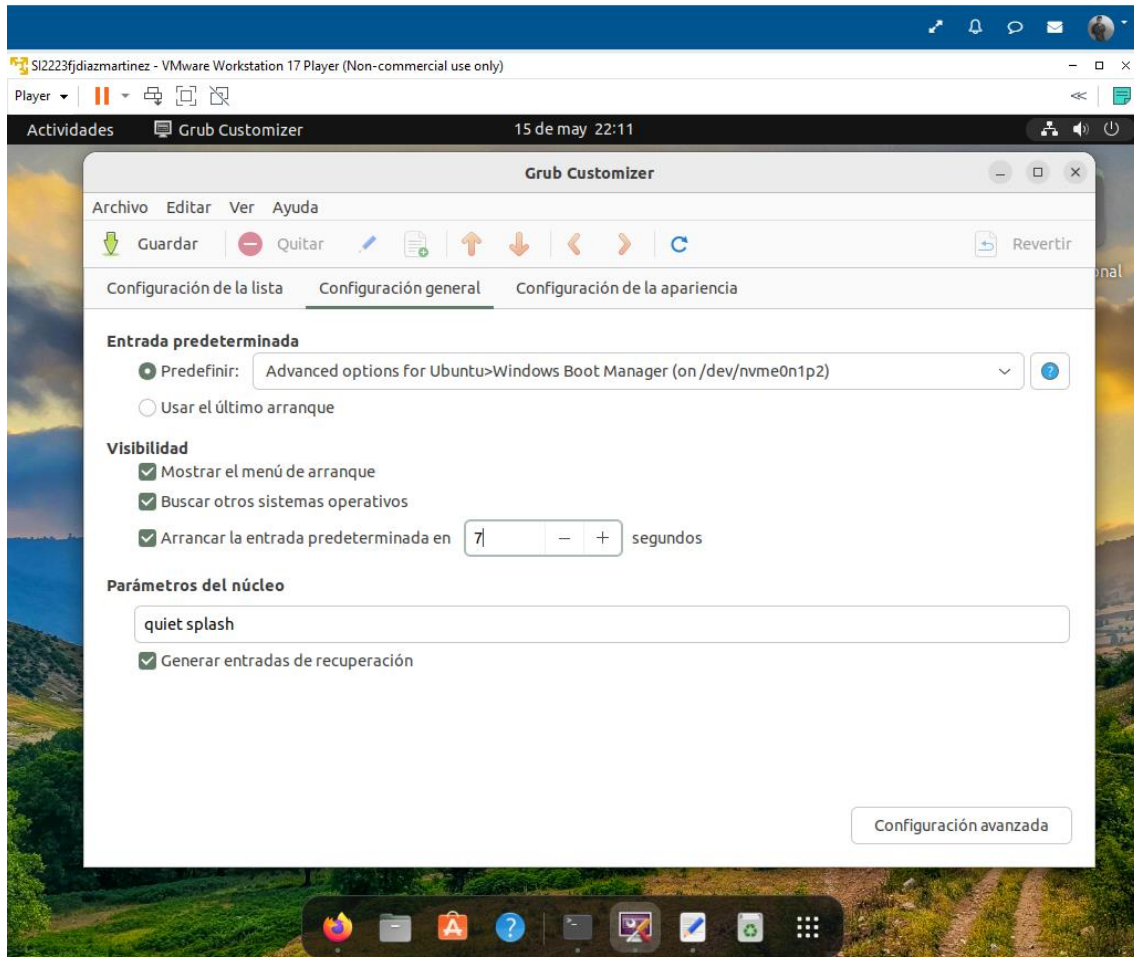 SI2223fjdiazmartinez - VMware Workstation 17 Player (Non-commercial use only)
Player
Actividades Grub Customizer 15 de may 22:11
Grub Customizer
Archivo Editar Ver Ayuda
Guardar Quitar Revertir
onal
Configuración de la lista Configuración general Configuración de la apariencia
Entrada predeterminada
Predefinir: Advanced options for Ubuntu>Windows Boot Manager (on /dev/nvme0n1p2)
Usar el último arranque
Visibilidad
Mostrar el menú de arranque
Buscar otros sistemas operativos
Arrancar la entrada predeterminada en 7 segundos
Parámetros del núcleo
quiet splash
Generar entradas de recuperación
Configuración avanzada